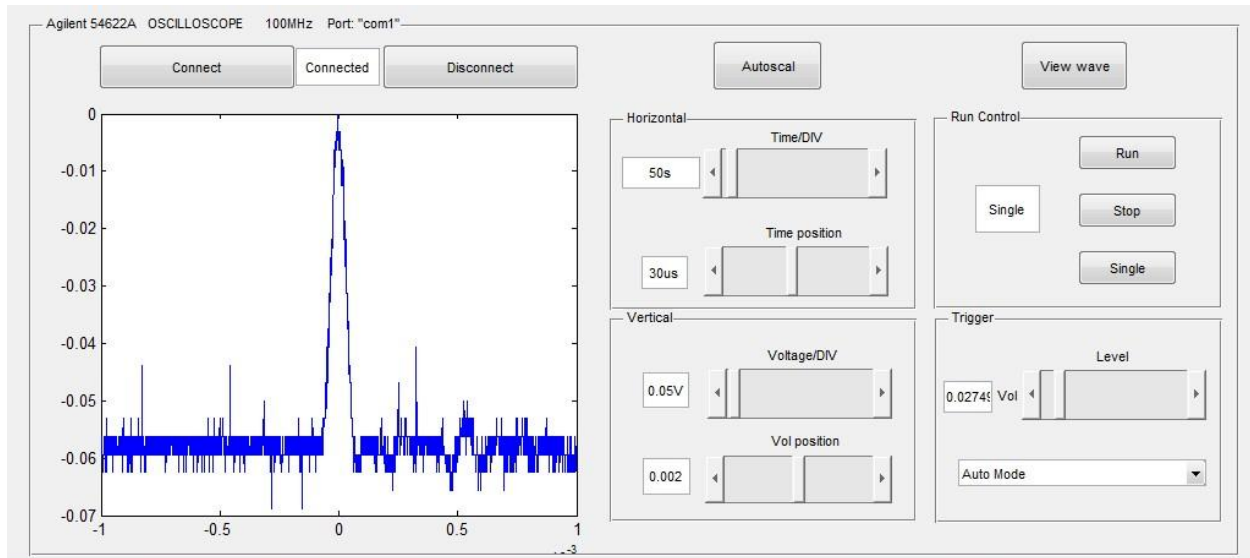 Agilent 54622A OSCILLOSCOPE 100MHz Port: "com1"
Connect Connected Disconnect Autoscal View wave
0
-0.01
-0.02
-0.03
-0.04
-0.05
-0.06
-0.07
-1 -0.5 0 0.5 1
Horizontal
Time/DIV
50s
Time position
30us
Run Control
Run
Single Stop
Single
Vertical
Voltage/DIV
0.05V
Vol position
0.002
Trigger
Level
0.02749 Vol
Auto Mode